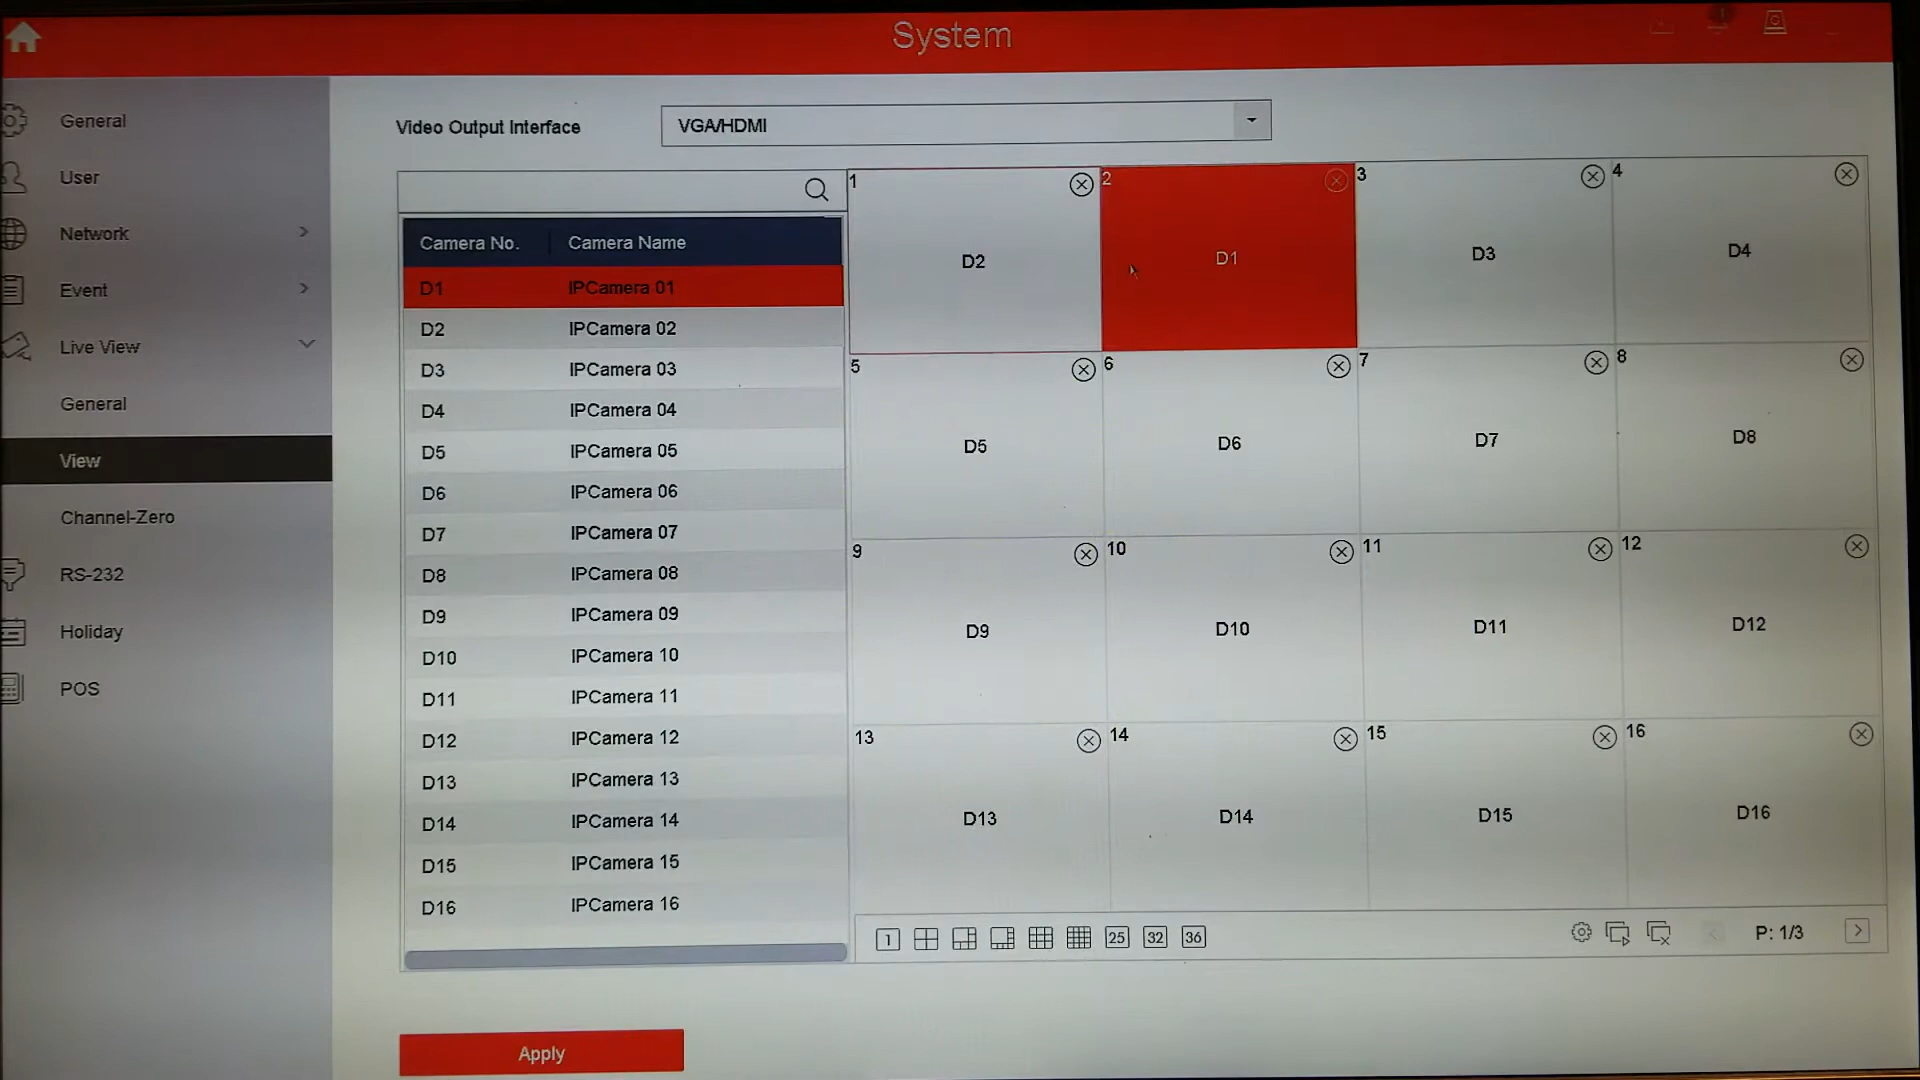 System
General
User
Network
Event
Live View
General
View
Channel-Zero
RS-232
Holiday
POS
Video Output Interface VGA/HDMI
Camera No. Camera Name
D1 IPCamera 01
D2 IPCamera 02
D3 IPCamera 03
D4 IPCamera 04
D5 IPCamera 05
D6 IPCamera 06
D7 IPCamera 07
D8 IPCamera 08
D9 IPCamera 09
D10 IPCamera 10
D11 IPCamera 11
D12 IPCamera 12
D13 IPCamera 13
D14 IPCamera 14
D15 IPCamera 15
D16 IPCamera 16
1 2 3 4
D2 D1 D3 D4
5 6 7 8
D5 D6 D7 D8
9 10 11 12
D9 D10 D11 D12
13 14 15 16
D13 D14 D15 D16
1 25 32 36 P: 1/3
Apply